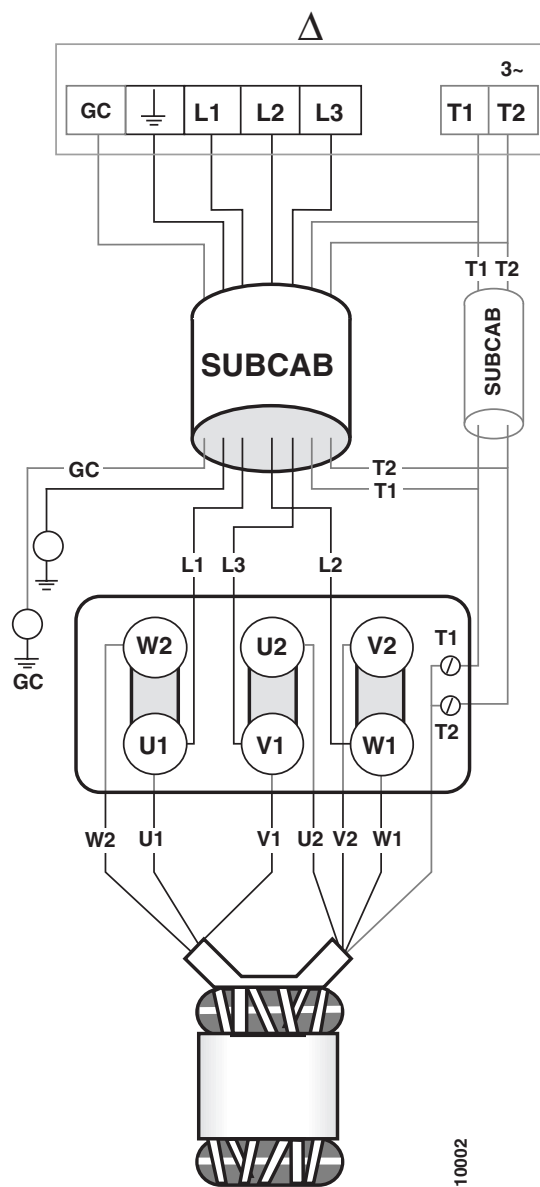 Δ
3~
GC L1 L2 L3 T1 T2
T1 T2
SUBCAB
SUBCAB
GC T2
T1
L1 L3 L2
W2 U2 V2 T1
GC
U1 V1 W1 T2
W2 U1 V1 U2 V2 W1
10002